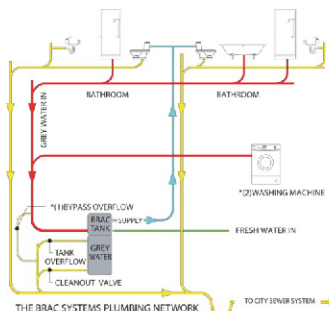 BATHROOM
BATHROOM
GREY WATER IN
*(2)WASHING MACHINE
*(1)BYPASS OVERFLOW
BRAC
TANK
SUPPLY
FRESH WATER IN
GREY
WATER
TANK
OVERFLOW
CLEANOUT VALVE
THE BRAC SYSTEMS PLUMBING NETWORK
TO CITY SEWER SYSTEM